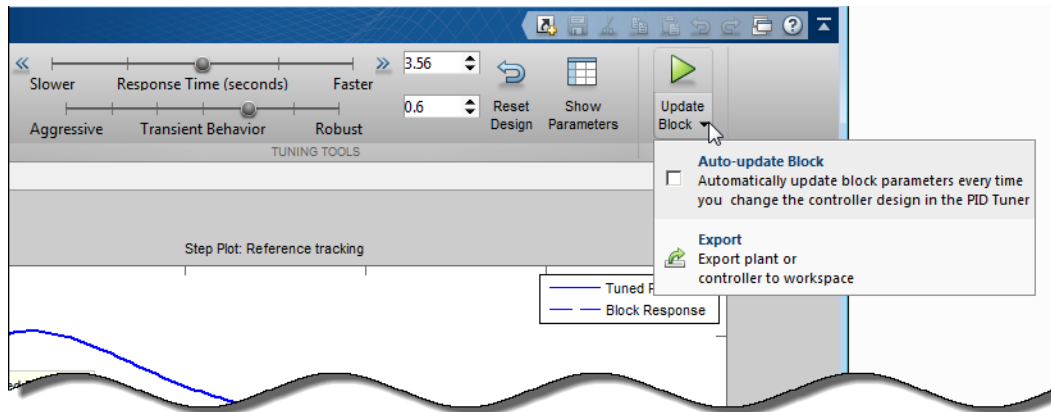 3.56
Slower Response Time (seconds) Faster
0.6
Aggressive Transient Behavior Robust
Reset
Design
Show
Parameters
Update
Block
TUNING TOOLS
Auto-update Block
Automatically update block parameters every time
you change the controller design in the PID Tuner
Export
Export plant or
controller to workspace
Step Plot: Reference tracking
Tuned
Block Response